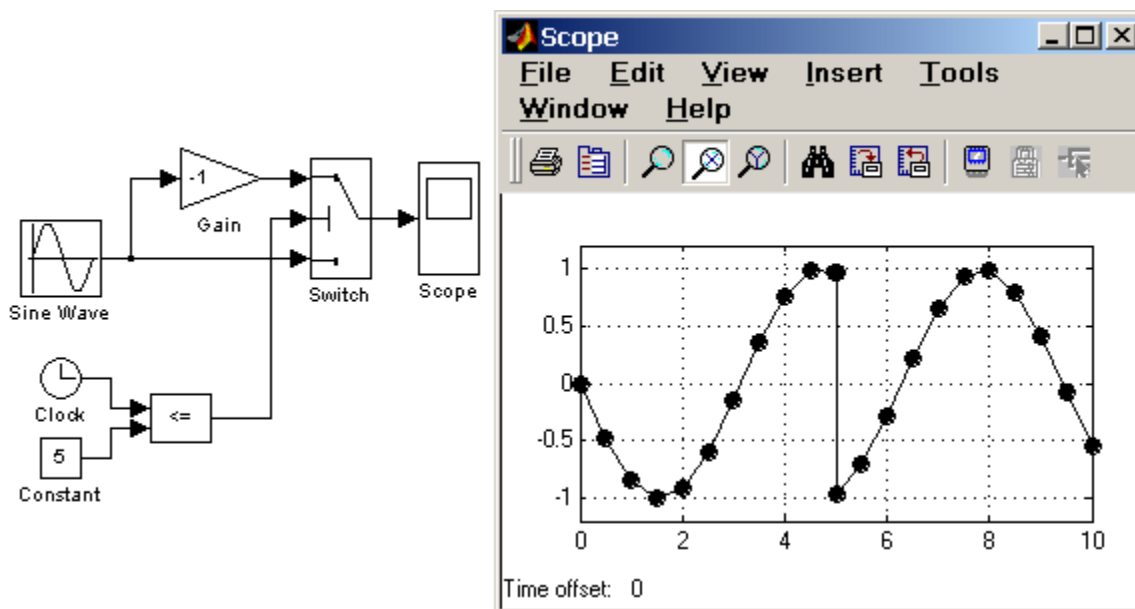 Scope
File Edit View Insert Tools
Window Help
-1
Gain
Sine Wave
Switch
Scope
Clock
<=
5
Constant
1
0.5
0
-0.5
-1
0 2 4 6 8 10
Time offset: 0